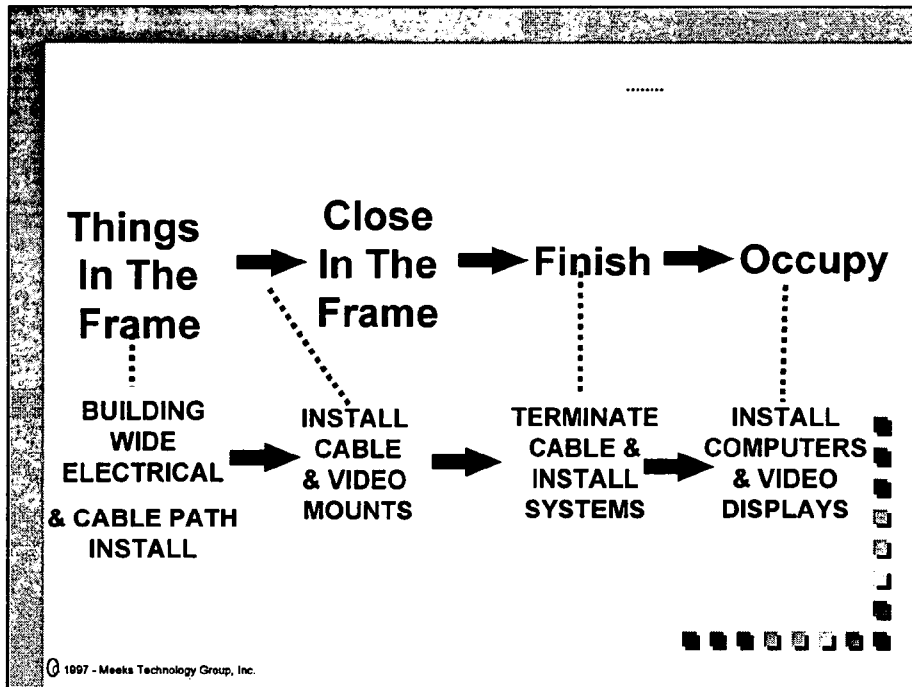 Things
In The
Frame
Close
In The
Frame
Finish
Occupy
BUILDING
WIDE
ELECTRICAL
& CABLE PATH
INSTALL
INSTALL
CABLE
& VIDEO
MOUNTS
TERMINATE
CABLE &
INSTALL
SYSTEMS
INSTALL
COMPUTERS
& VIDEO
DISPLAYS
© 1997 - Meeks Technology Group, Inc.